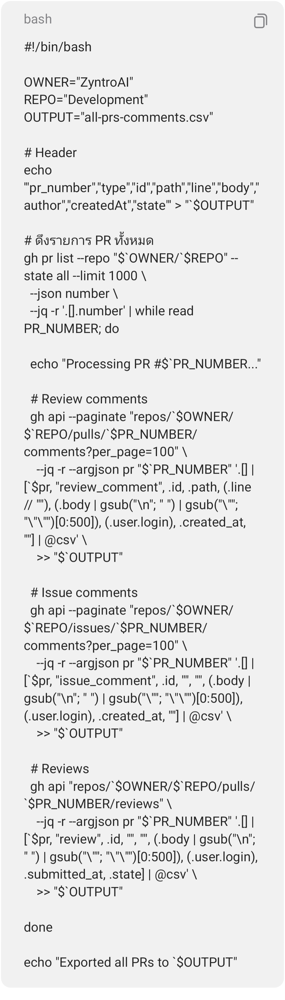 bash
#!/bin/bash
OWNER="ZyntroAI"
REPO="Development"
OUTPUT="all-prs-comments.csv"
# Header
echo
'"pr_number","type","id","path","line","body","
author","createdAt","state"' > "`$OUTPUT"
# ดึงรายการ PR ทั้งหมด
gh pr list --repo "$`OWNER/`$REPO" --
state all --limit 1000 \
--json number \
--jq -r '.[].number' | while read
PR_NUMBER; do
echo "Processing PR #$`PR_NUMBER..."
# Review comments
gh api --paginate "repos/`$OWNER/
$`REPO/pulls/`$PR_NUMBER/
comments?per_page=100" \
--jq -r --argjson pr "$`PR_NUMBER" '.[] |
[`$pr, "review_comment", .id, .path, (.line
// ""), (.body | gsub("\n"; " ") | gsub("\"";
"\"\"")[0:500]), (.user.login), .created_at,
""] | @csv' \
>> "$`OUTPUT"
# Issue comments
gh api --paginate "repos/`$OWNER/
$`REPO/issues/`$PR_NUMBER/
comments?per_page=100" \
--jq -r --argjson pr "$`PR_NUMBER" '.[] |
[`$pr, "issue_comment", .id, "", "", (.body |
gsub("\n"; " ") | gsub("\""; "\"\"")[0:500]),
(.user.login), .created_at, ""] | @csv' \
>> "$`OUTPUT"
# Reviews
gh api "repos/`$OWNER/$`REPO/pulls/
`$PR_NUMBER/reviews" \
--jq -r --argjson pr "$`PR_NUMBER" '.[] |
[`$pr, "review", .id, "", "", (.body | gsub("\n";
" ") | gsub("\""; "\"\"")[0:500]), (.user.login),
.submitted_at, .state] | @csv' \
>> "$`OUTPUT"
done
echo "Exported all PRs to `$OUTPUT"